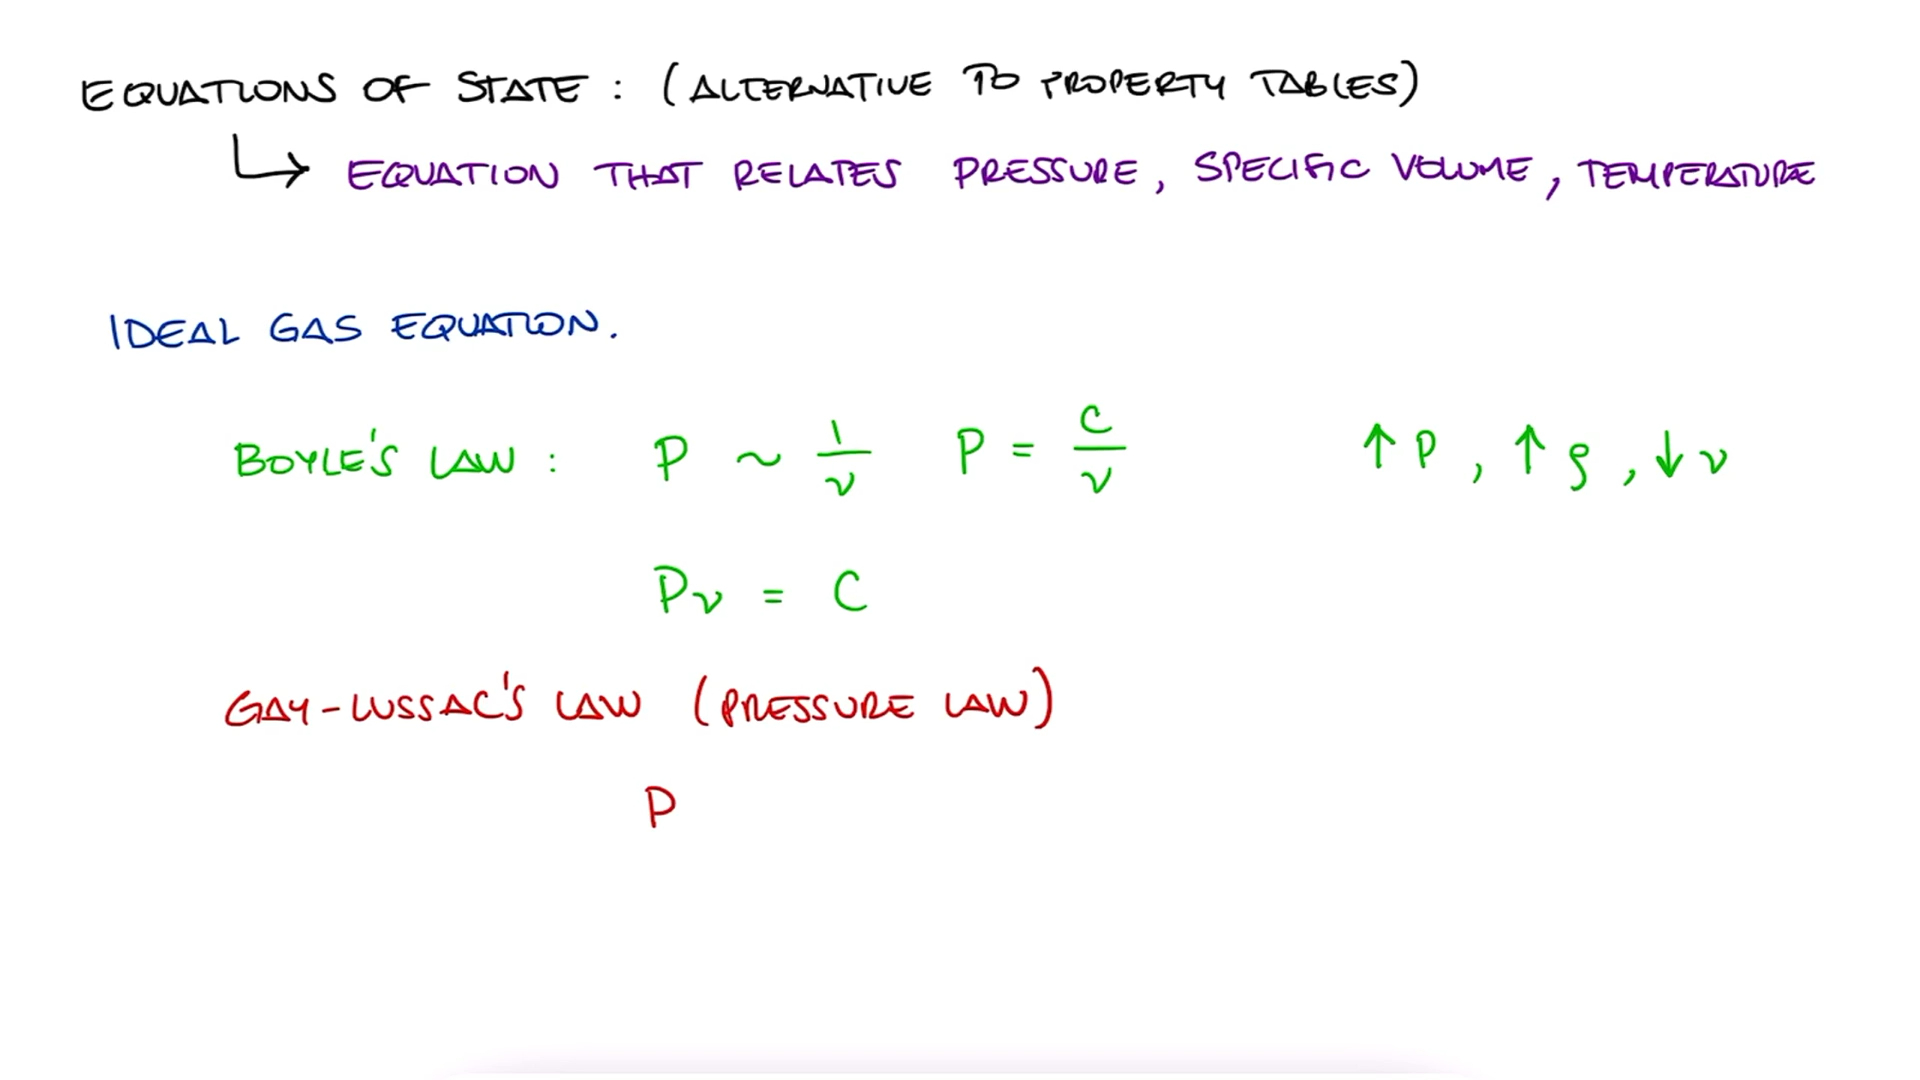 EQUATIONS OF STATE : (ALTERNATIVE TO PROPERTY TABLES)
↳ EQUATION THAT RELATES PRESSURE, SPECIFIC VOLUME, TEMPERATURE
IDEAL GAS EQUATION.
BOYLE'S LAW : P ~ 1/ν P = C/ν ↑P, ↑ρ, ↓ν
Pν = C
GAY-LUSSAC'S LAW (PRESSURE LAW)
P